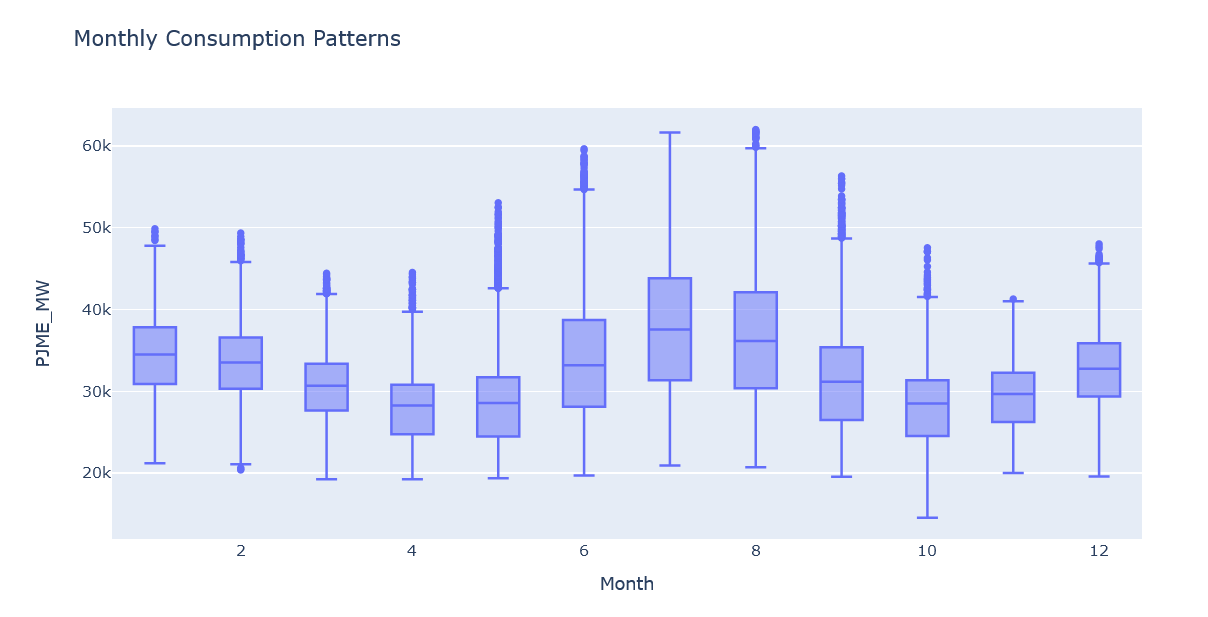 Monthly Consumption Patterns
60k
50k
40k
30k
20k
PJME_MW
2 4 6 8 10 12
Month